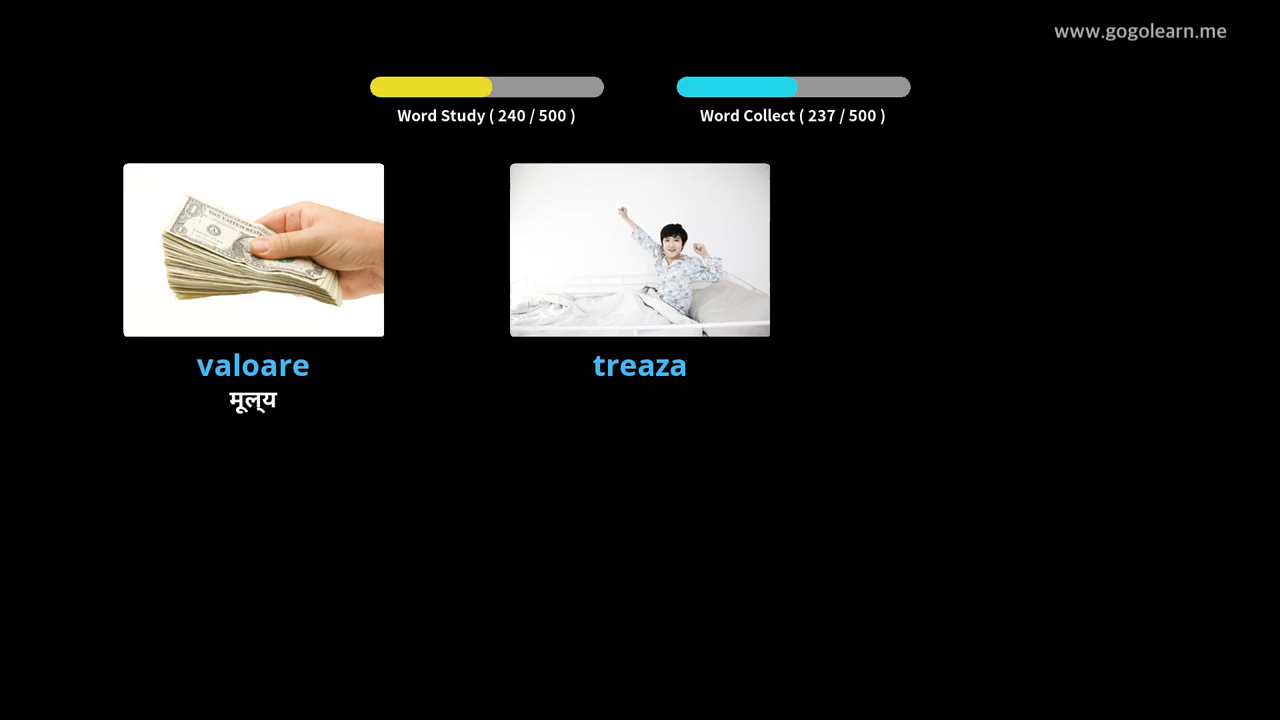 www.gogolearn.me
Word Study ( 240 / 500 )
Word Collect ( 237 / 500 )
valoare
treaza
मूल्य